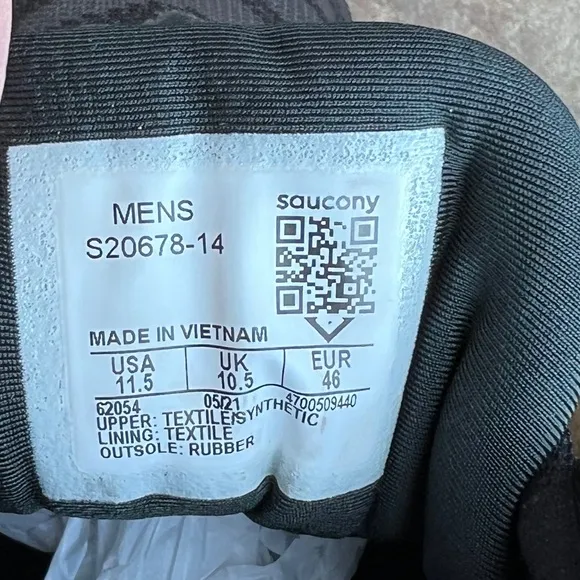 MENS
saucony
S20678-14
MADE IN VIETNAM
USA UK EUR
11.5 10.5 46
62054 05/21 4700509440
UPPER: TEXTILE/SYNTHETIC
LINING: TEXTILE
OUTSOLE: RUBBER